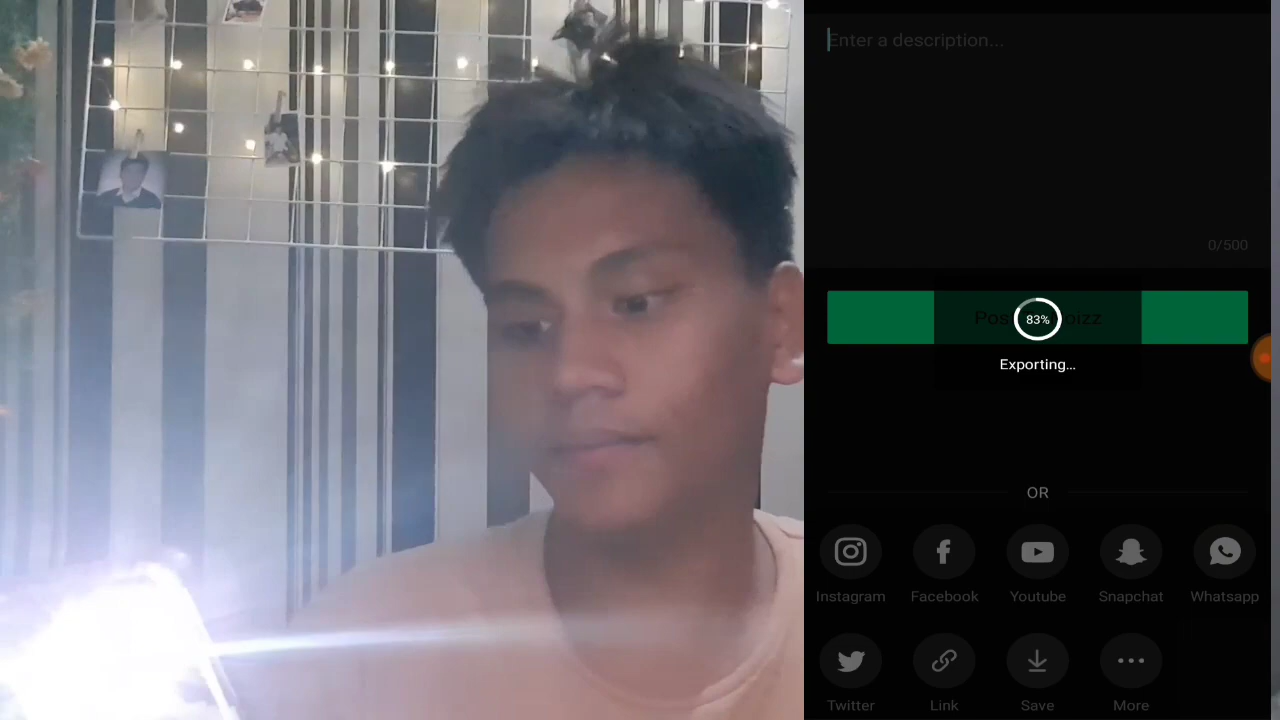 Enter a description...
0/500
83%
Exporting...
OR
Instagram
Facebook
Youtube
Snapchat
Whatsapp
Twitter
Link
Save
More